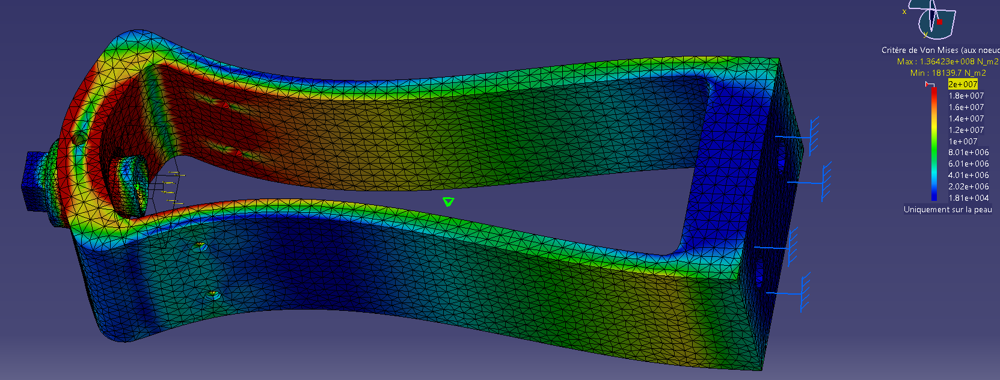 x
y
Critère de Von Mises (aux noeud
Max : 1.36423e+008 N_m2
Min : 18139.7 N_m2
2e+007
1.8e+007
1.6e+007
1.4e+007
1.2e+007
1e+007
8.01e+006
6.01e+006
4.01e+006
2.02e+006
1.81e+004
Uniquement sur la peau